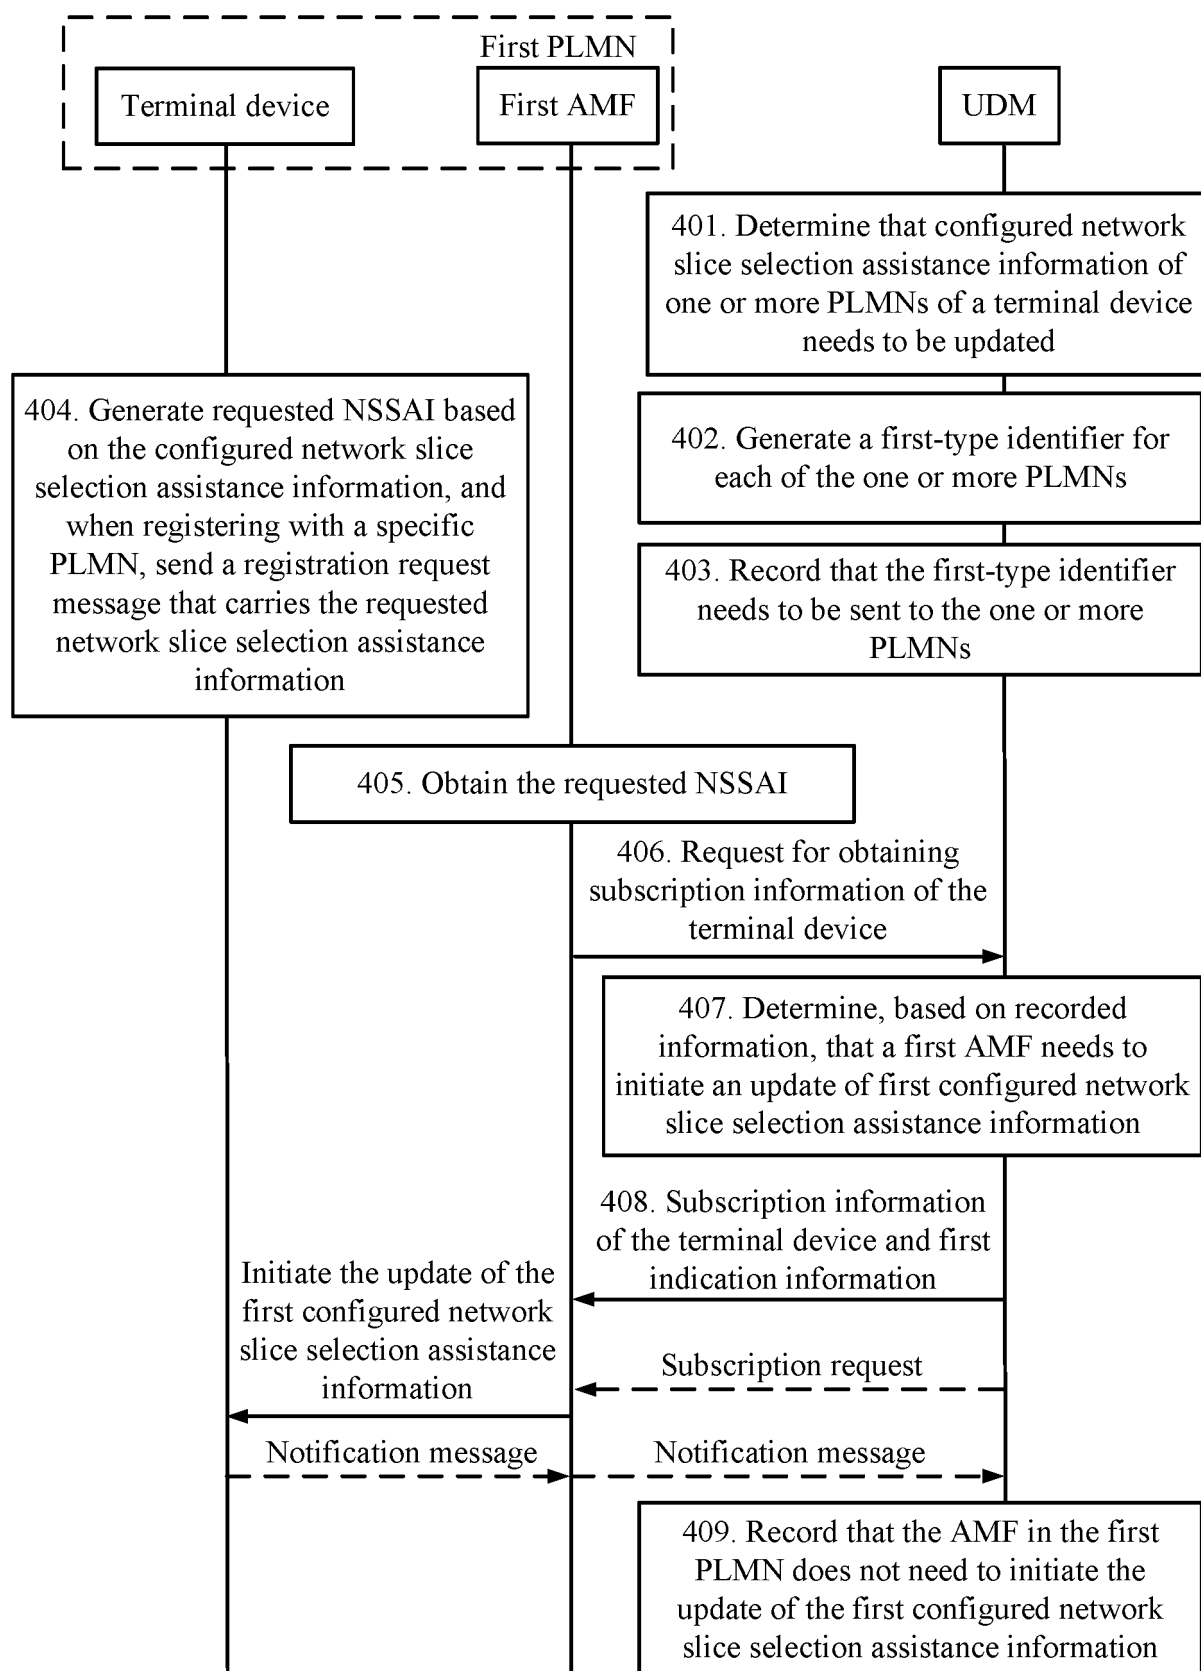 First PLMN
Terminal device
First AMF
UDM
401. Determine that configured network
slice selection assistance information of
one or more PLMNs of a terminal device
needs to be updated
404. Generate requested NSSAI based
on the configured network slice
selection assistance information, and
when registering with a specific
PLMN, send a registration request
message that carries the requested
network slice selection assistance
information
402. Generate a first-type identifier for
each of the one or more PLMNs
403. Record that the first-type identifier
needs to be sent to the one or more
PLMNs
405. Obtain the requested NSSAI
406. Request for obtaining
subscription information of the
terminal device
407. Determine, based on recorded
information, that a first AMF needs to
initiate an update of first configured network
slice selection assistance information
408. Subscription information
of the terminal device and first
indication information
Initiate the update of the
first configured network
slice selection assistance
information
Subscription request
Notification message
Notification message
409. Record that the AMF in the first
PLMN does not need to initiate the
update of the first configured network
slice selection assistance information